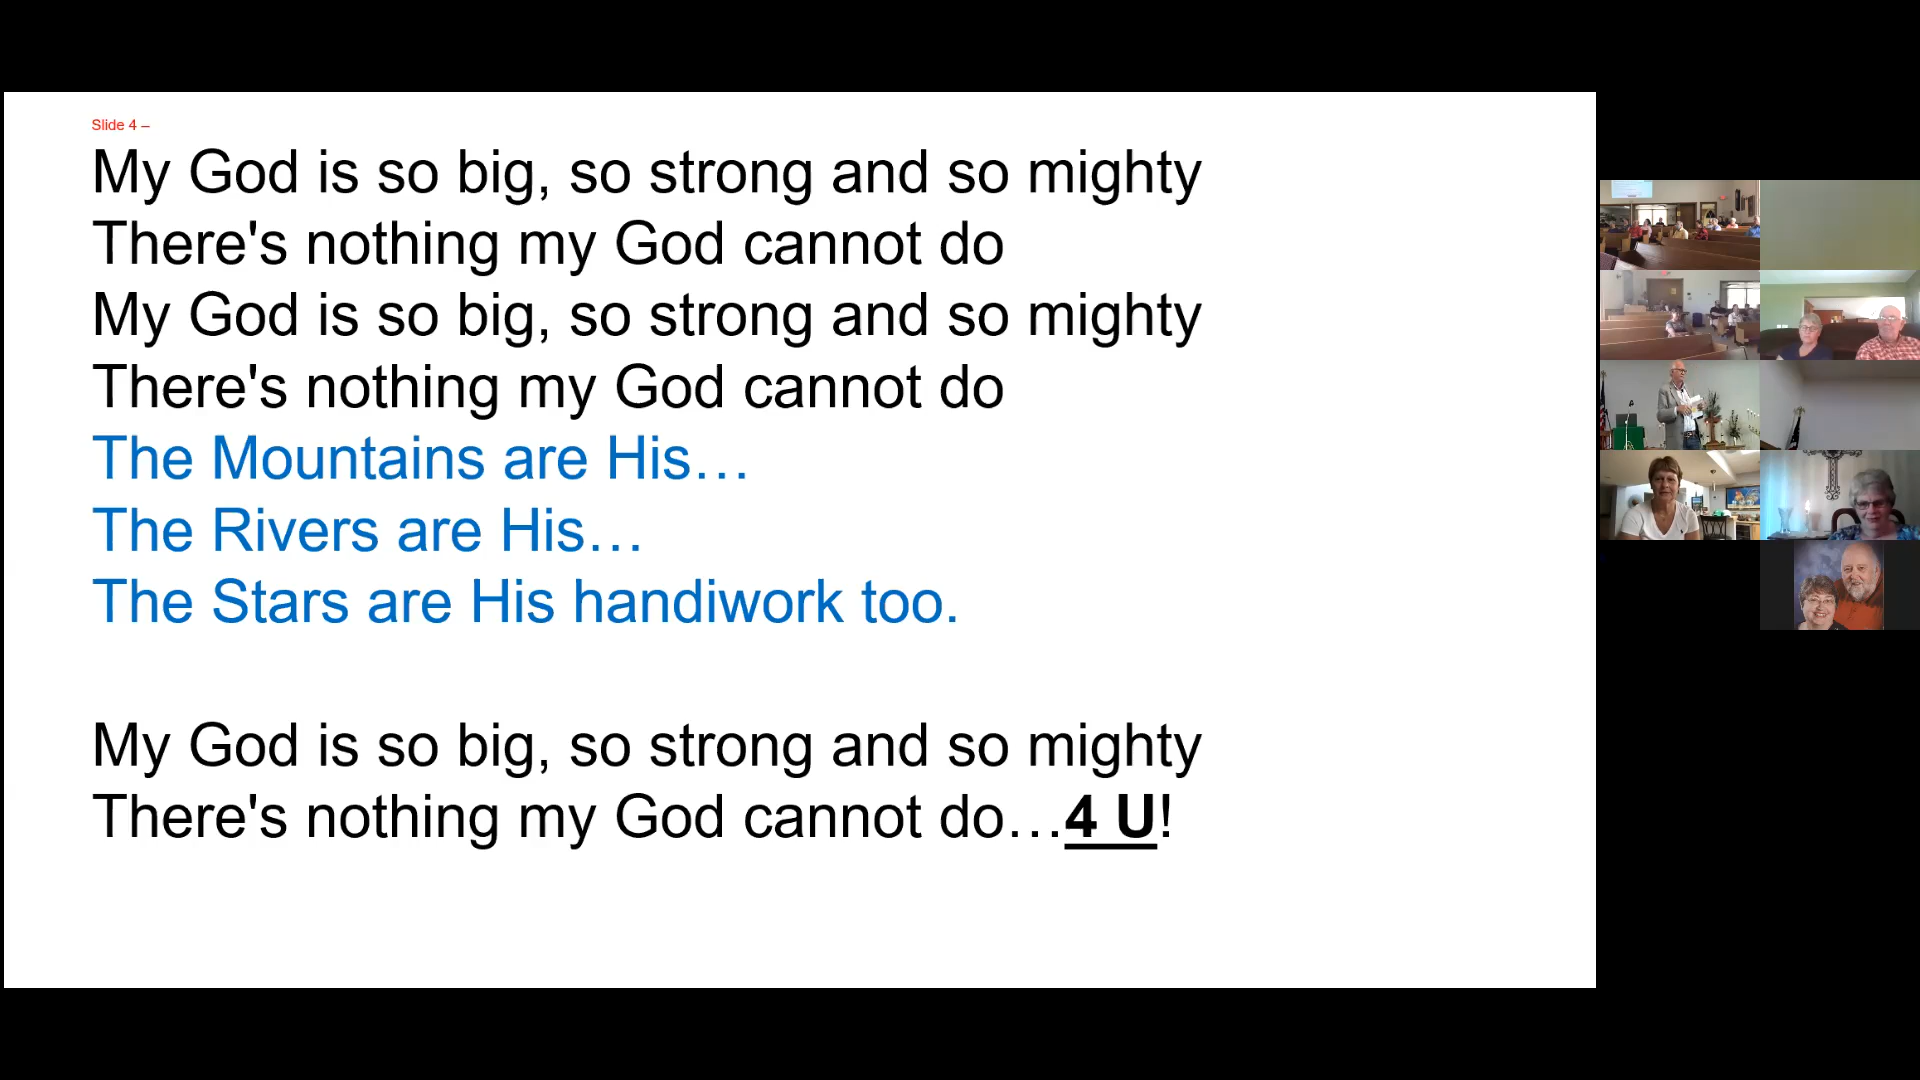 Slide 4 –
My God is so big, so strong and so mighty
There's nothing my God cannot do
My God is so big, so strong and so mighty
There's nothing my God cannot do
The Mountains are His…
The Rivers are His…
The Stars are His handiwork too.
My God is so big, so strong and so mighty
There's nothing my God cannot do…4 U!